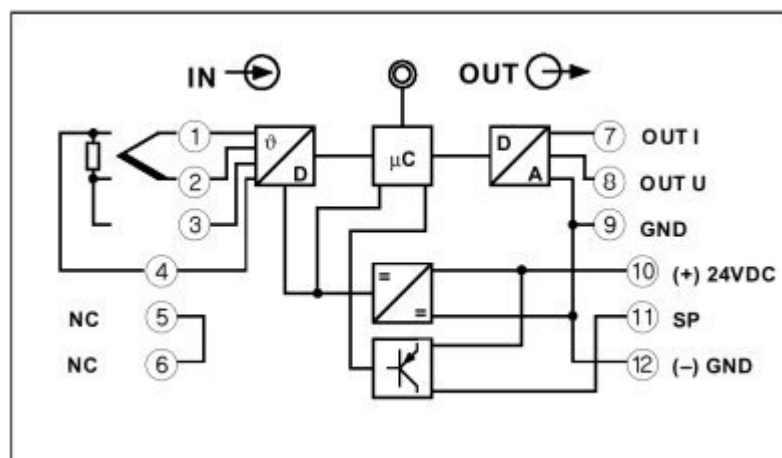 IN OUT
1 ϑ D μC D A 7 OUT I
2 8 OUT U
3 9 GND
4 10 (+) 24VDC
NC 5 = = 11 SP
NC 6 12 (–) GND